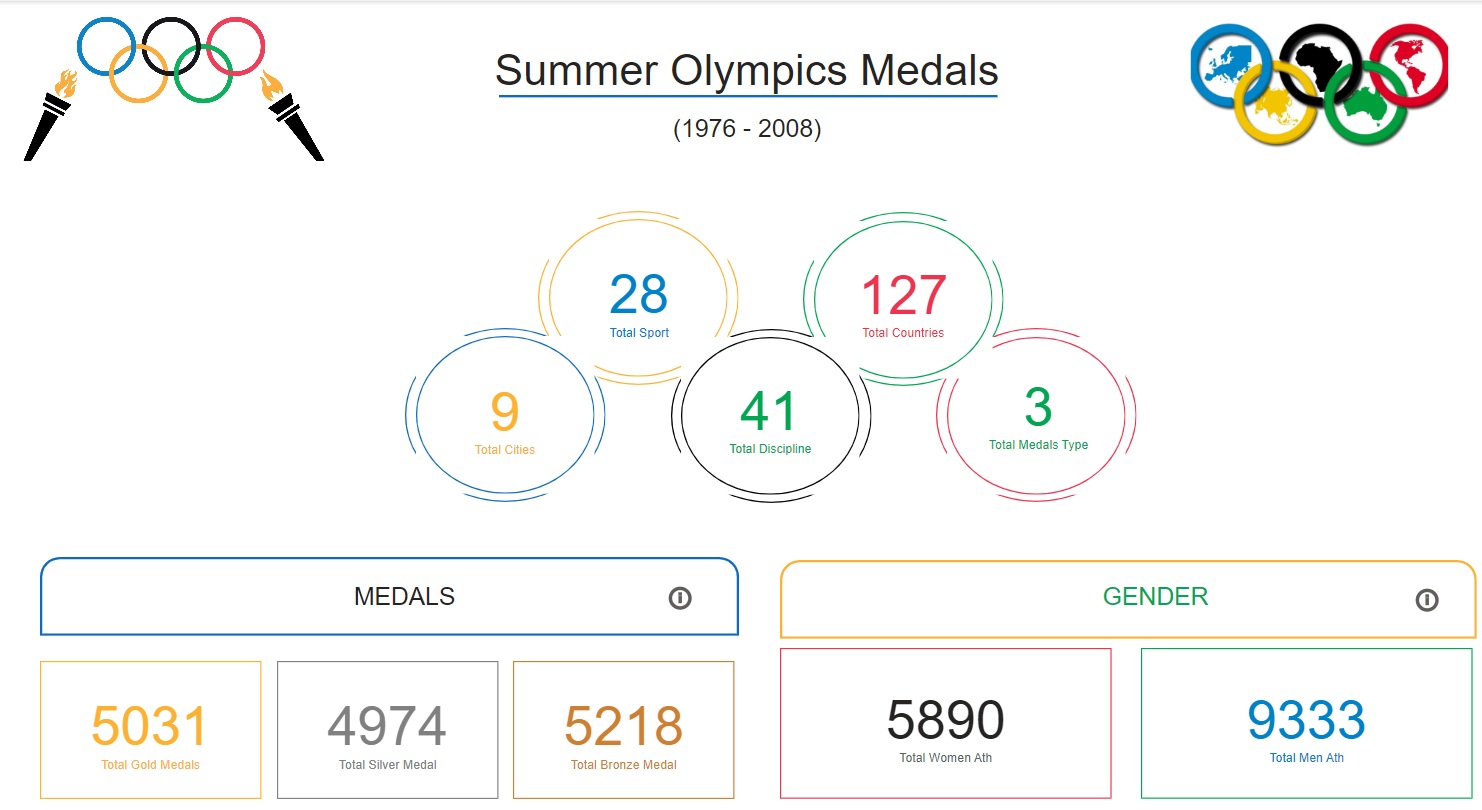 Summer Olympics Medals
(1976 - 2008)
28
Total Sport
127
Total Countries
9
Total Cities
41
Total Discipline
3
Total Medals Type
MEDALS
GENDER
5031
Total Gold Medals
4974
Total Silver Medal
5218
Total Bronze Medal
5890
Total Women Ath
9333
Total Men Ath